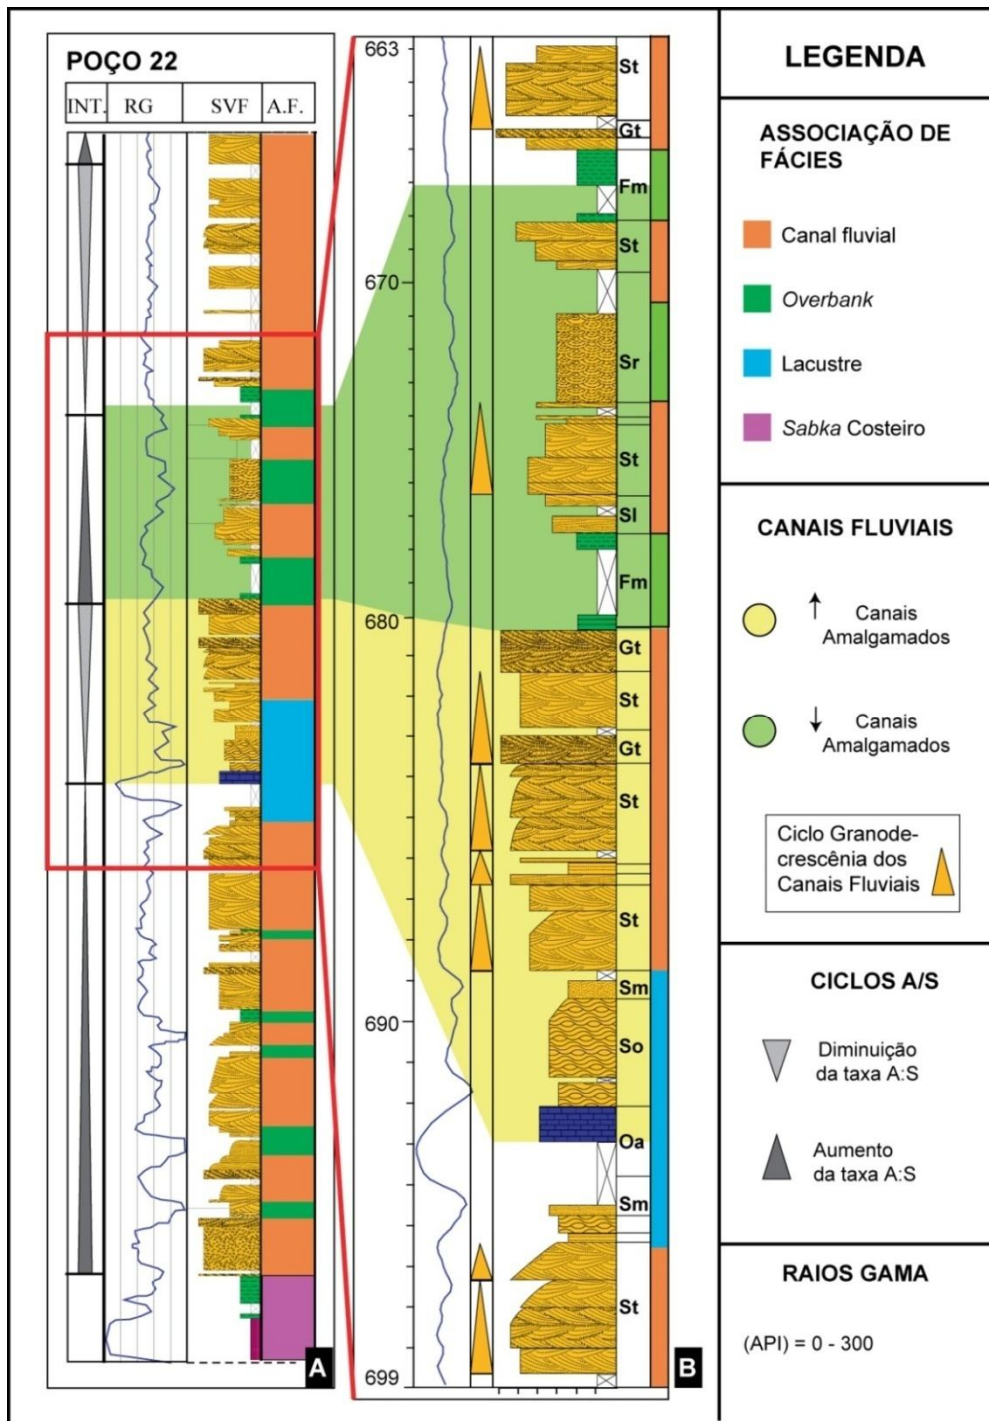 POÇO 22
INT. RG SVF A.F.
A
663
670
680
690
699
St
Gt
Fm
St
Sr
St
Sl
Fm
Gt
St
Gt
St
St
Sm
So
Oa
Sm
St
B
LEGENDA
ASSOCIAÇÃO DE
FÁCIES
Canal fluvial
Overbank
Lacustre
Sabka Costeiro
CANAIS FLUVIAIS
↑ Canais
Amalgamados
↓ Canais
Amalgamados
Ciclo Granode-
crescênia dos
Canais Fluviais
CICLOS A/S
Diminuição
da taxa A:S
Aumento
da taxa A:S
RAIOS GAMA
(API) = 0 - 300